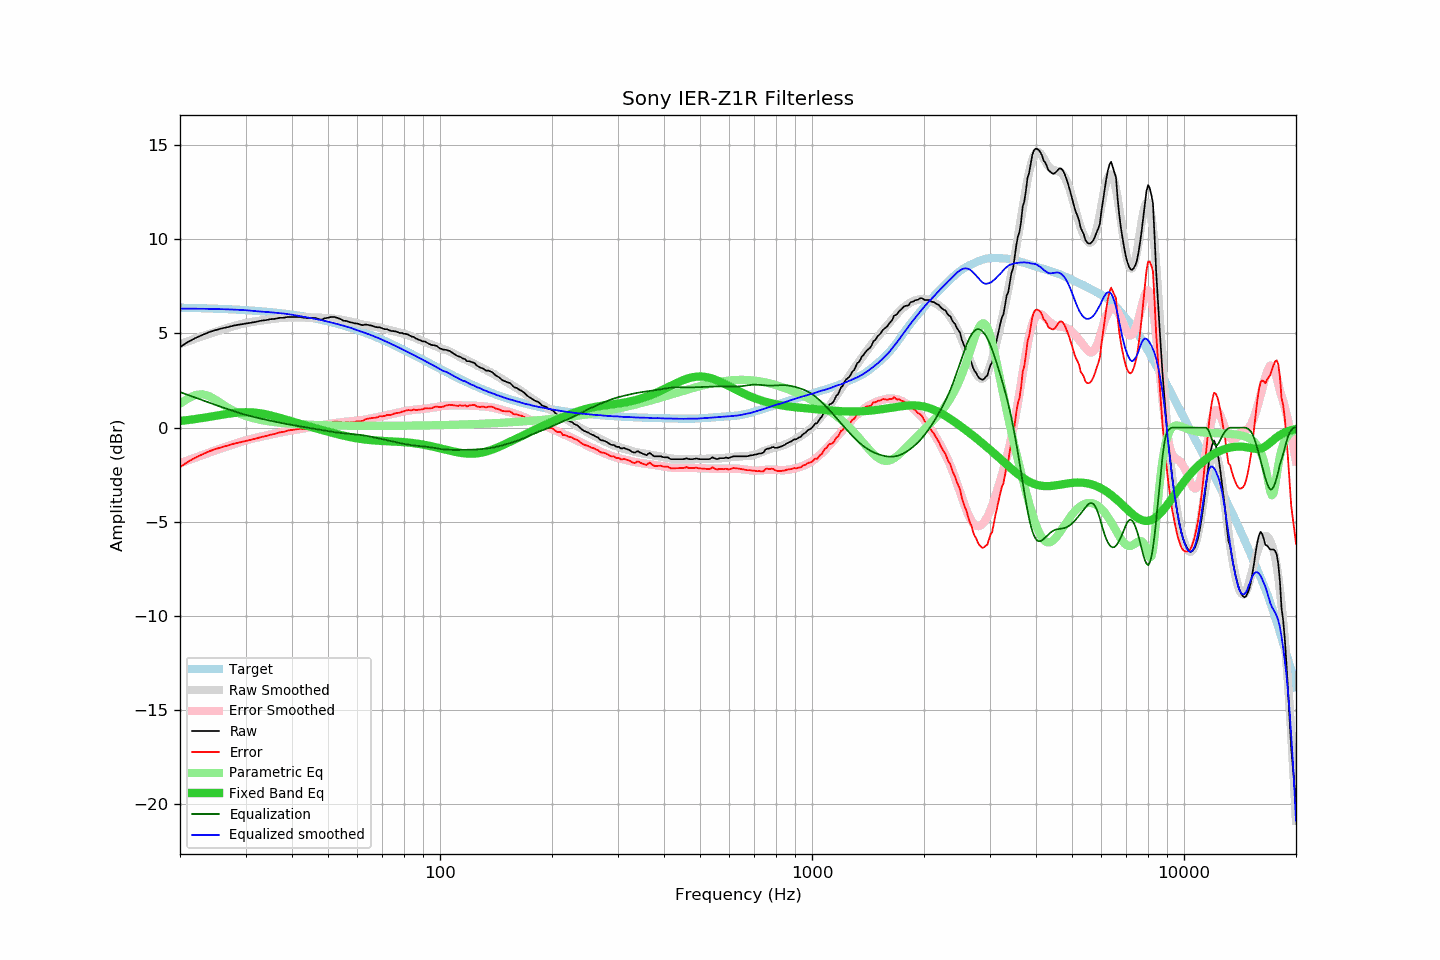 Sony IER-Z1R Filterless
15
10
5
0
−5
−10
−15
−20
Amplitude (dBr)
Target
Raw Smoothed
Error Smoothed
Raw
Error
Parametric Eq
Fixed Band Eq
Equalization
Equalized smoothed
100
1000
10000
Frequency (Hz)